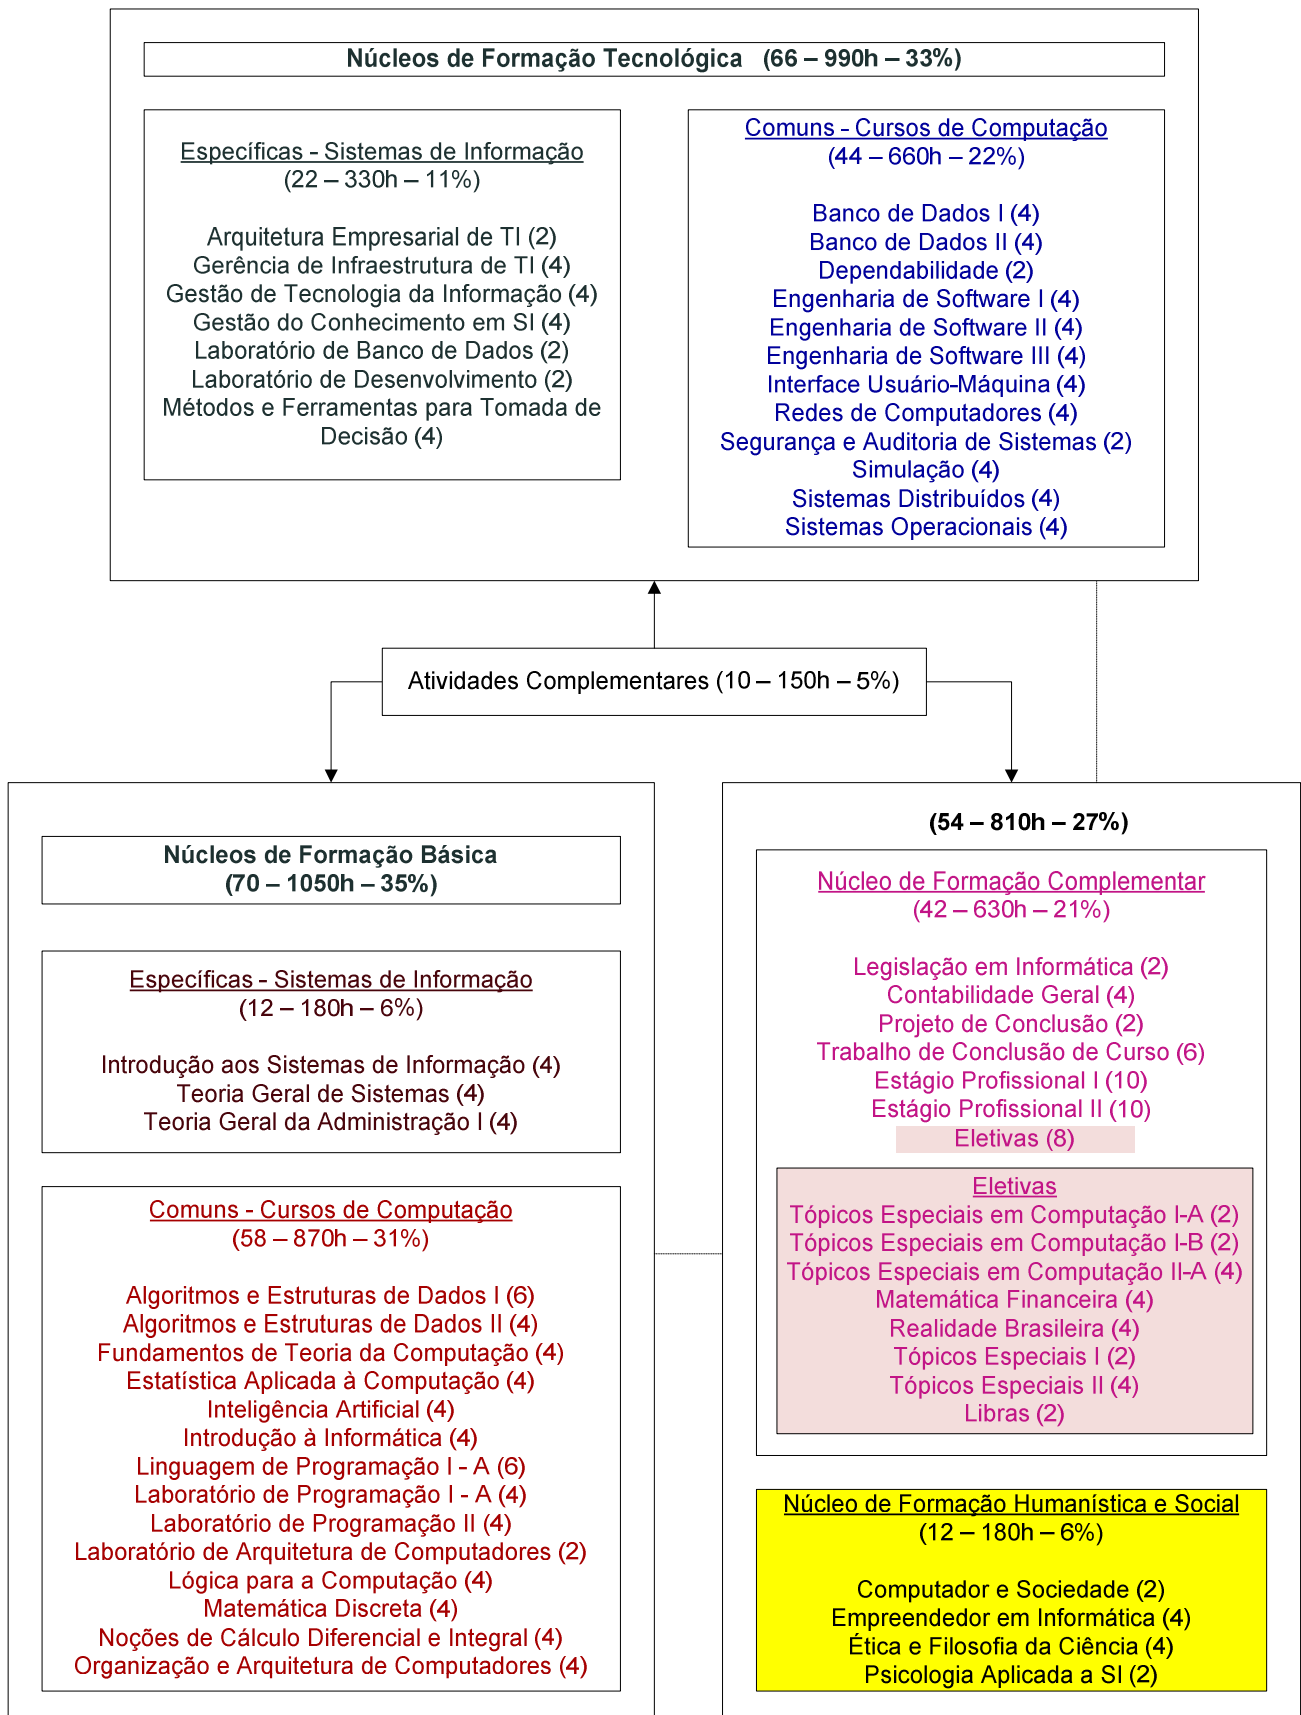 Núcleos de Formação Tecnológica (66 – 990h – 33%)
Específicas - Sistemas de Informação
(22 – 330h – 11%)
Arquitetura Empresarial de TI (2)
Gerência de Infraestrutura de TI (4)
Gestão de Tecnologia da Informação (4)
Gestão do Conhecimento em SI (4)
Laboratório de Banco de Dados (2)
Laboratório de Desenvolvimento (2)
Métodos e Ferramentas para Tomada de
Decisão (4)
Comuns - Cursos de Computação
(44 – 660h – 22%)
Banco de Dados I (4)
Banco de Dados II (4)
Dependabilidade (2)
Engenharia de Software I (4)
Engenharia de Software II (4)
Engenharia de Software III (4)
Interface Usuário-Máquina (4)
Redes de Computadores (4)
Segurança e Auditoria de Sistemas (2)
Simulação (4)
Sistemas Distribuídos (4)
Sistemas Operacionais (4)
Atividades Complementares (10 – 150h – 5%)
Núcleos de Formação Básica
(70 – 1050h – 35%)
Específicas - Sistemas de Informação
(12 – 180h – 6%)
Introdução aos Sistemas de Informação (4)
Teoria Geral de Sistemas (4)
Teoria Geral da Administração I (4)
Comuns - Cursos de Computação
(58 – 870h – 31%)
Algoritmos e Estruturas de Dados I (6)
Algoritmos e Estruturas de Dados II (4)
Fundamentos de Teoria da Computação (4)
Estatística Aplicada à Computação (4)
Inteligência Artificial (4)
Introdução à Informática (4)
Linguagem de Programação I - A (6)
Laboratório de Programação I - A (4)
Laboratório de Programação II (4)
Laboratório de Arquitetura de Computadores (2)
Lógica para a Computação (4)
Matemática Discreta (4)
Noções de Cálculo Diferencial e Integral (4)
Organização e Arquitetura de Computadores (4)
(54 – 810h – 27%)
Núcleo de Formação Complementar
(42 – 630h – 21%)
Legislação em Informática (2)
Contabilidade Geral (4)
Projeto de Conclusão (2)
Trabalho de Conclusão de Curso (6)
Estágio Profissional I (10)
Estágio Profissional II (10)
Eletivas (8)
Eletivas
Tópicos Especiais em Computação I-A (2)
Tópicos Especiais em Computação I-B (2)
Tópicos Especiais em Computação II-A (4)
Matemática Financeira (4)
Realidade Brasileira (4)
Tópicos Especiais I (2)
Tópicos Especiais II (4)
Libras (2)
Núcleo de Formação Humanística e Social
(12 – 180h – 6%)
Computador e Sociedade (2)
Empreendedor em Informática (4)
Ética e Filosofia da Ciência (4)
Psicologia Aplicada a SI (2)